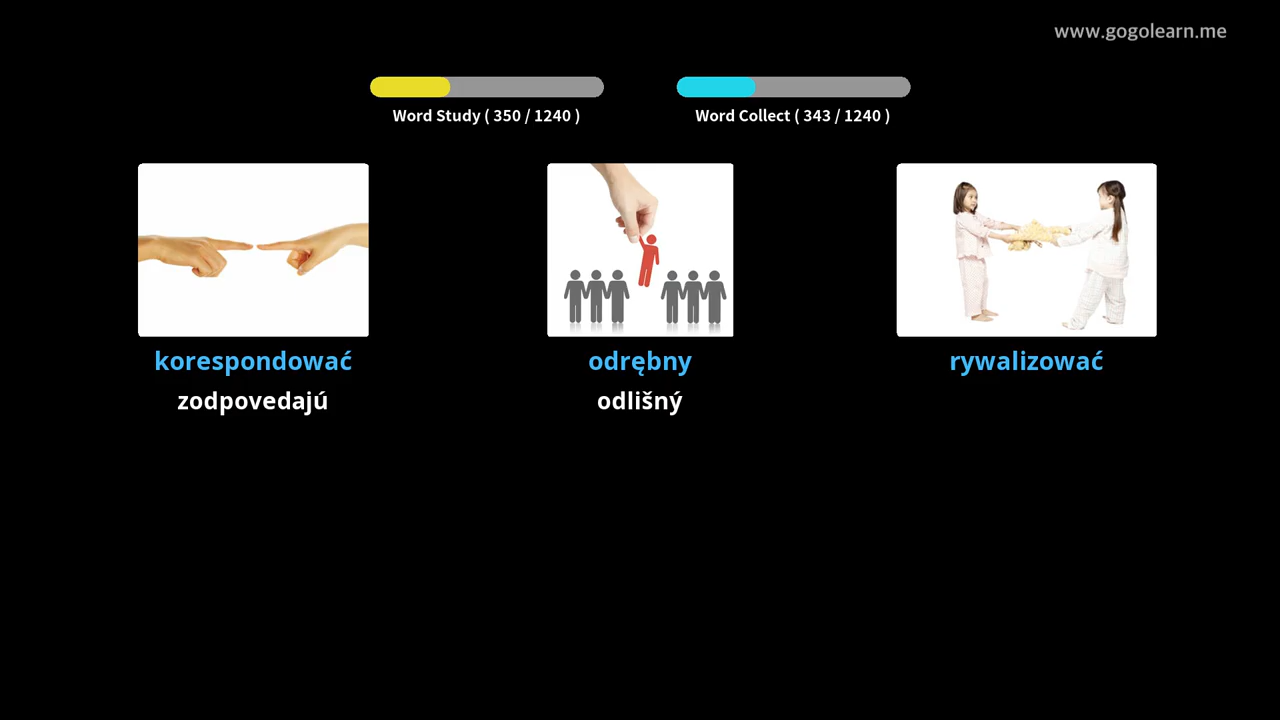 www.gogolearn.me
Word Study ( 350 / 1240 )
Word Collect ( 343 / 1240 )
korespondować
odrębny
rywalizować
zodpovedajú
odlišný